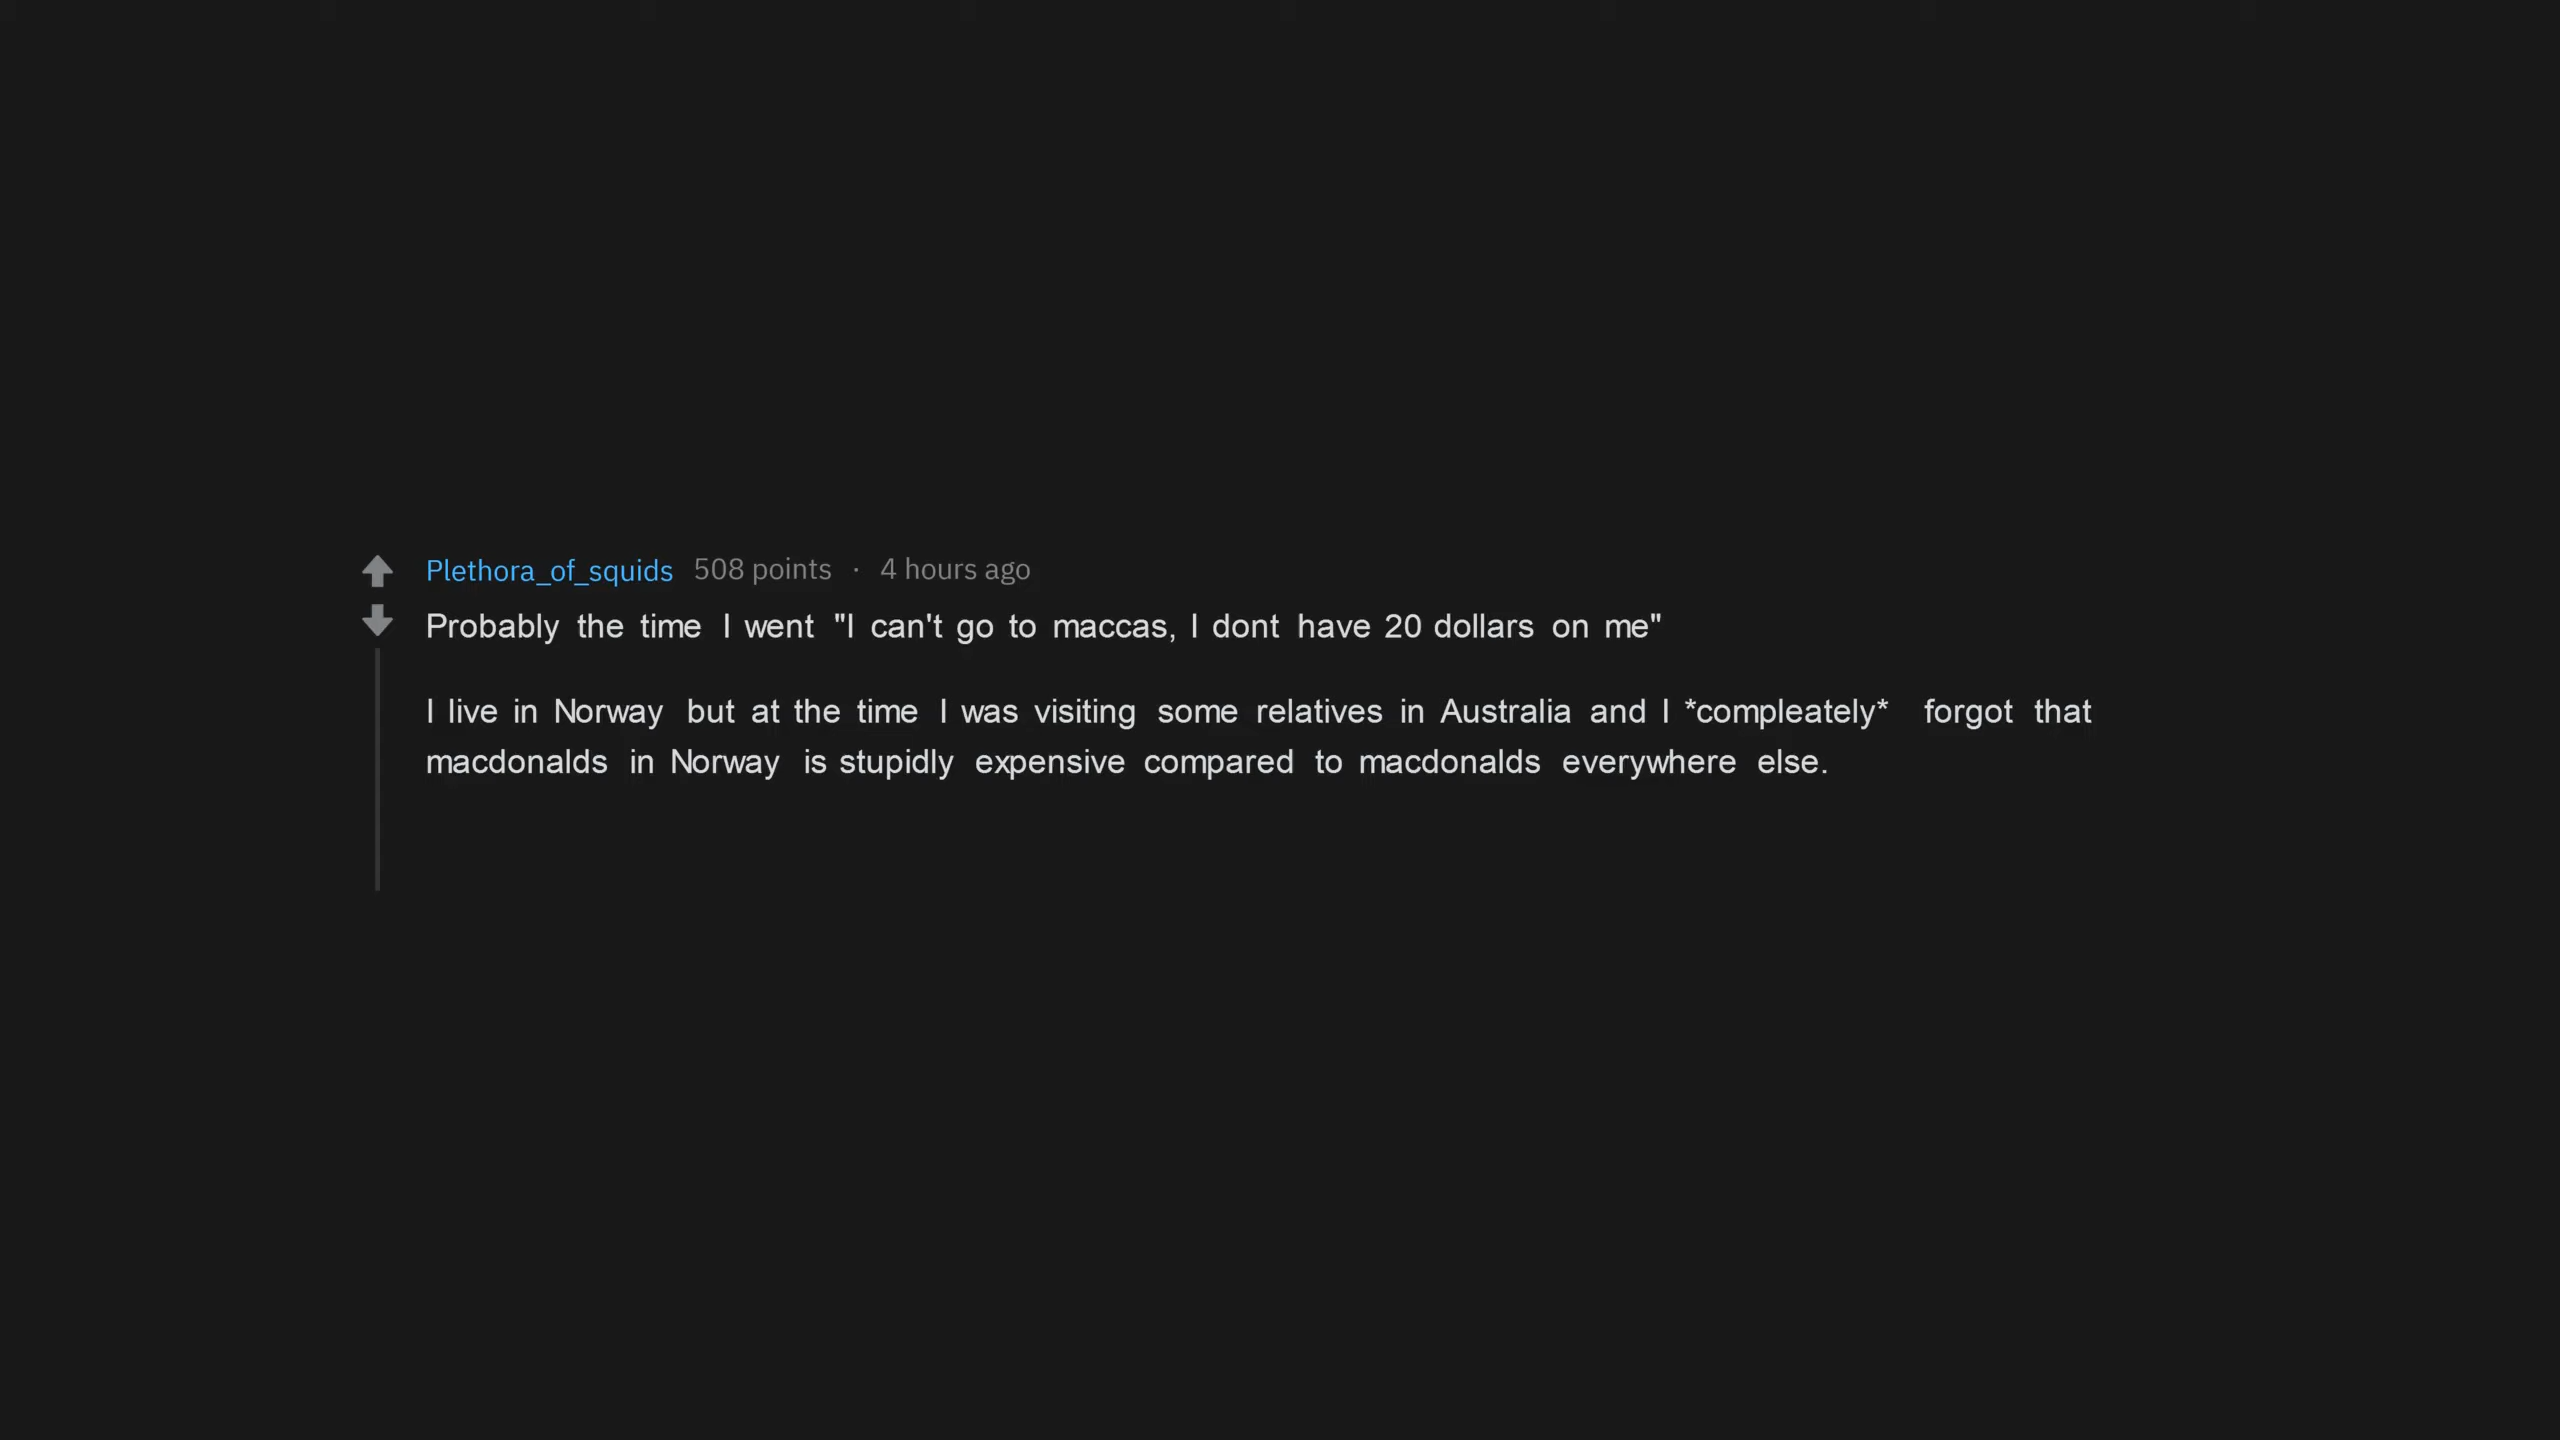 Plethora_of_squids 508 points · 4 hours ago
Probably the time I went "I can't go to maccas, I dont have 20 dollars on me"
I live in Norway but at the time I was visiting some relatives in Australia and I *compleately* forgot that
macdonalds in Norway is stupidly expensive compared to macdonalds everywhere else.